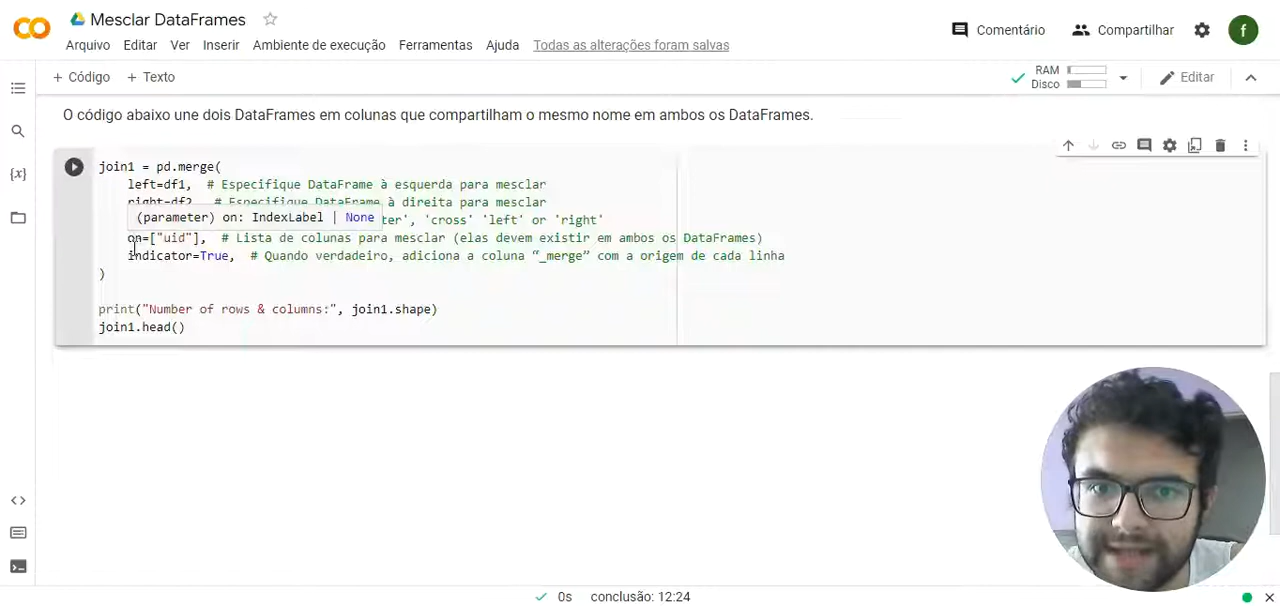 Mesclar DataFrames
Arquivo Editar Ver Inserir Ambiente de execução Ferramentas Ajuda Todas as alterações foram salvas
Comentário Compartilhar f
+ Código + Texto
RAM
Disco
Editar
O código abaixo une dois DataFrames em colunas que compartilham o mesmo nome em ambos os DataFrames.
{x}
join1 = pd.merge(
left=df1, # Especifique DataFrame à esquerda para mesclar
right=df2, # Especifique DataFrame à direita para mesclar
(parameter) on: IndexLabel | None
ter', 'cross' 'left' or 'right')
on=["uid"], # Lista de colunas para mesclar (elas devem existir em ambos os DataFrames)
indicator=True, # Quando verdadeiro, adiciona a coluna “_merge” com a origem de cada linha
)
print("Number of rows & columns:", join1.shape)
join1.head()
0s conclusão: 12:24